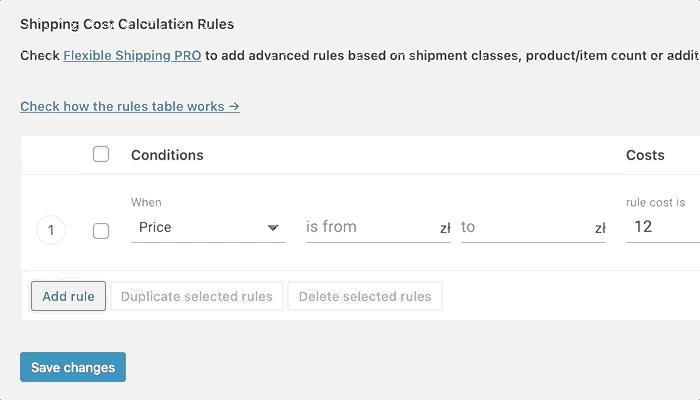 Shipping Cost Calculation Rules
Check Flexible Shipping PRO to add advanced rules based on shipment classes, product/item count or addit
Check how the rules table works →
Conditions Costs
When rule cost is
1 Price is from zł to zł 12
Add rule Duplicate selected rules Delete selected rules
Save changes